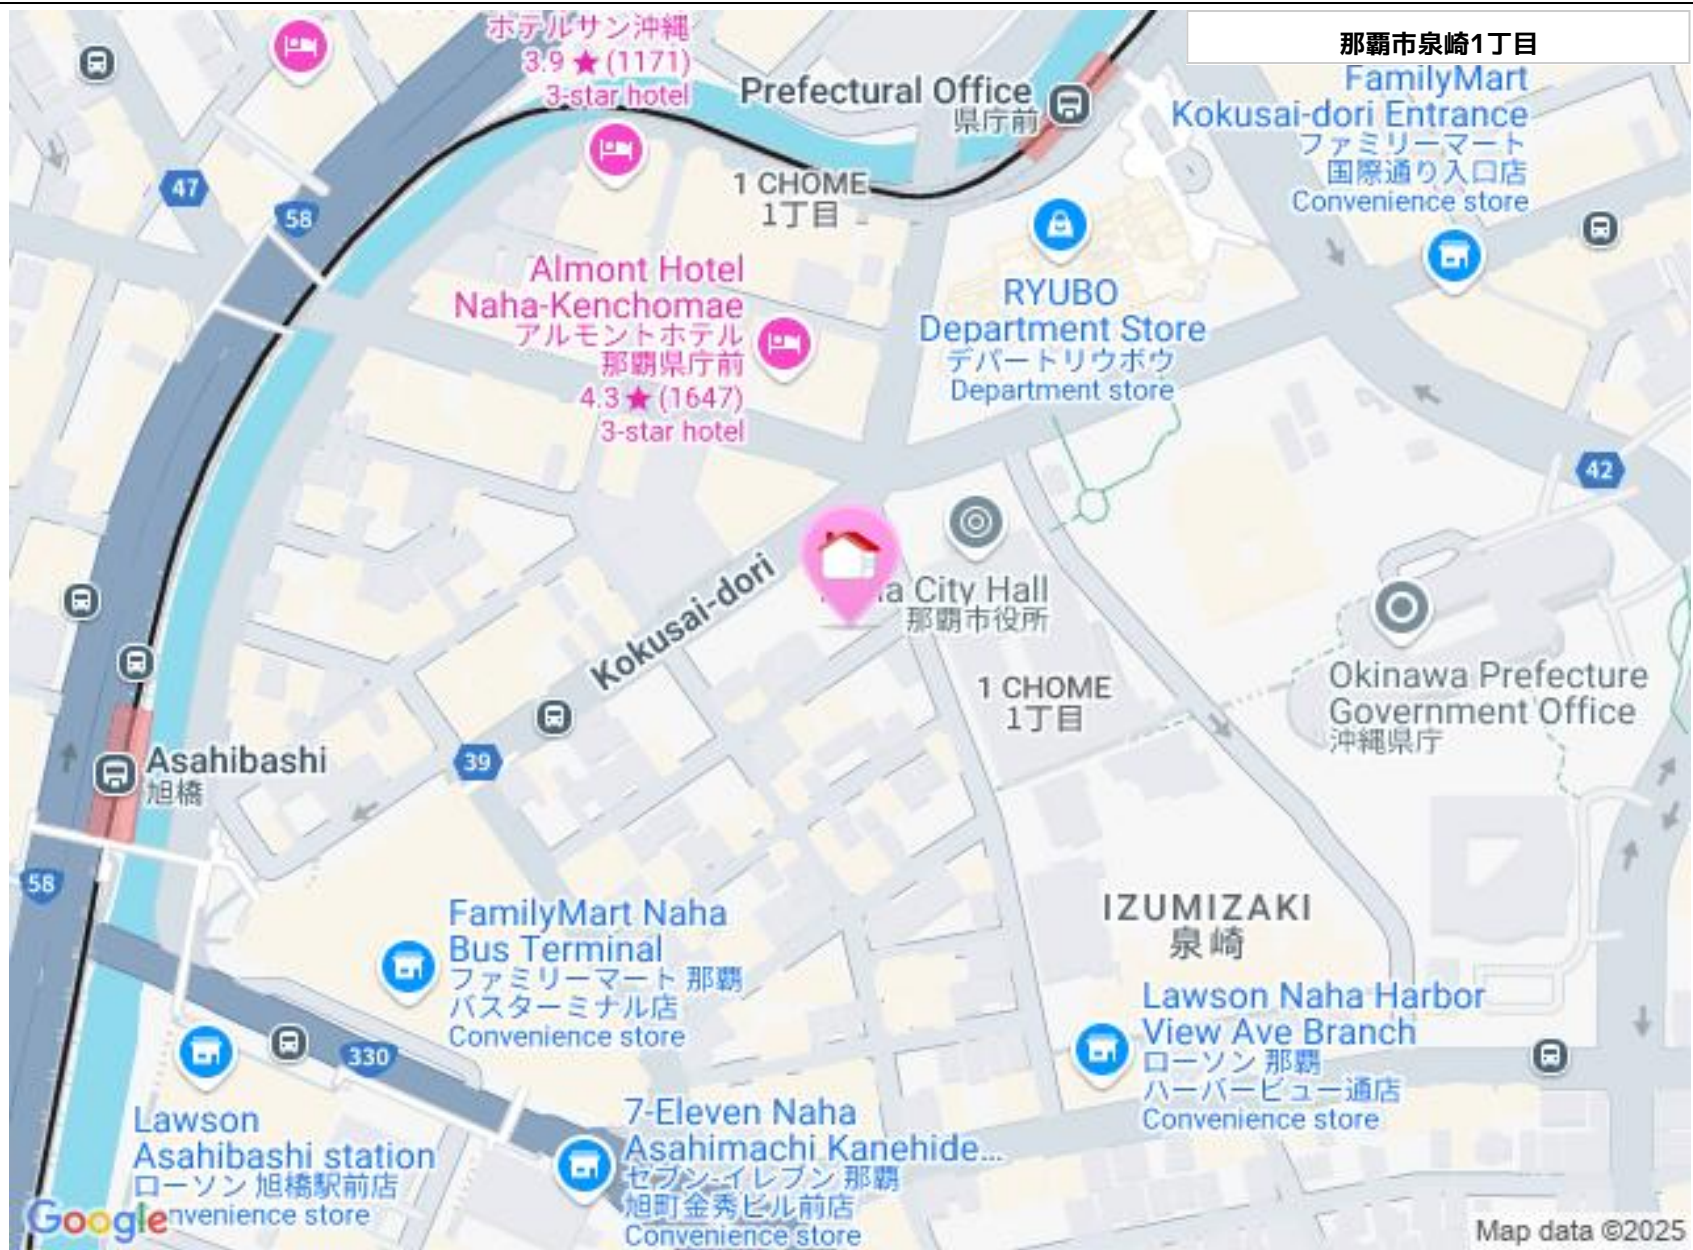 那覇市泉崎1丁目
ホテルサン沖縄
3.9 ★ (1171)
3-star hotel
Prefectural Office
県庁前
FamilyMart
Kokusai-dori Entrance
ファミリーマート
国際通り入口店
Convenience store
47
58
1 CHOME
1丁目
Almont Hotel
Naha-Kenchomae
アルモントホテル
那覇県庁前
4.3 ★ (1647)
3-star hotel
RYUBO
Department Store
デパートリウボウ
Department store
42
Kokusai-dori
a City Hall
那覇市役所
1 CHOME
1丁目
Okinawa Prefecture
Government Office
沖縄県庁
39
Asahibashi
旭橋
58
FamilyMart Naha
Bus Terminal
ファミリーマート 那覇
バスターミナル店
Convenience store
IZUMIZAKI
泉崎
Lawson Naha Harbor
View Ave Branch
ローソン 那覇
ハーバービュー通店
Convenience store
330
Lawson
Asahibashi station
ローソン 旭橋駅前店
nvenience store
7-Eleven Naha
Asahimachi Kanehide...
セブン-イレブン 那覇
旭町金秀ビル前店
Convenience store
Google
Map data ©2025